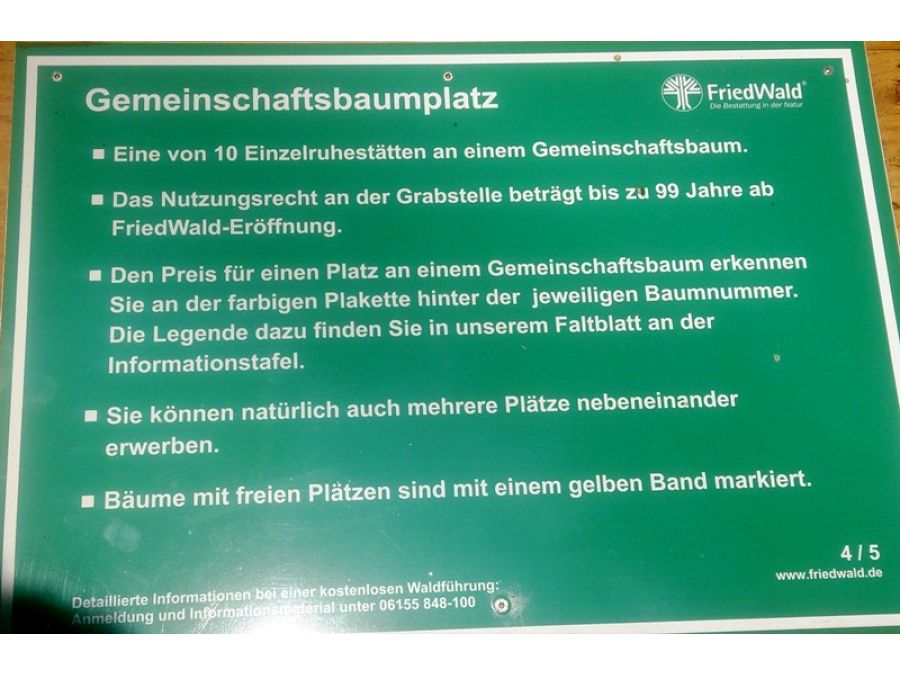 Gemeinschaftsbaumplatz
FriedWald®
Die Bestattung in der Natur
■ Eine von 10 Einzelruhestätten an einem Gemeinschaftsbaum.
■ Das Nutzungsrecht an der Grabstelle beträgt bis zu 99 Jahre ab
FriedWald-Eröffnung.
■ Den Preis für einen Platz an einem Gemeinschaftsbaum erkennen
Sie an der farbigen Plakette hinter der jeweiligen Baumnummer.
Die Legende dazu finden Sie in unserem Faltblatt an der
Informationstafel.
■ Sie können natürlich auch mehrere Plätze nebeneinander
erwerben.
■ Bäume mit freien Plätzen sind mit einem gelben Band markiert.
4 / 5
www.friedwald.de
Detaillierte Informationen bei einer kostenlosen Waldführung:
Anmeldung und Informationsmaterial unter 06155 848-100